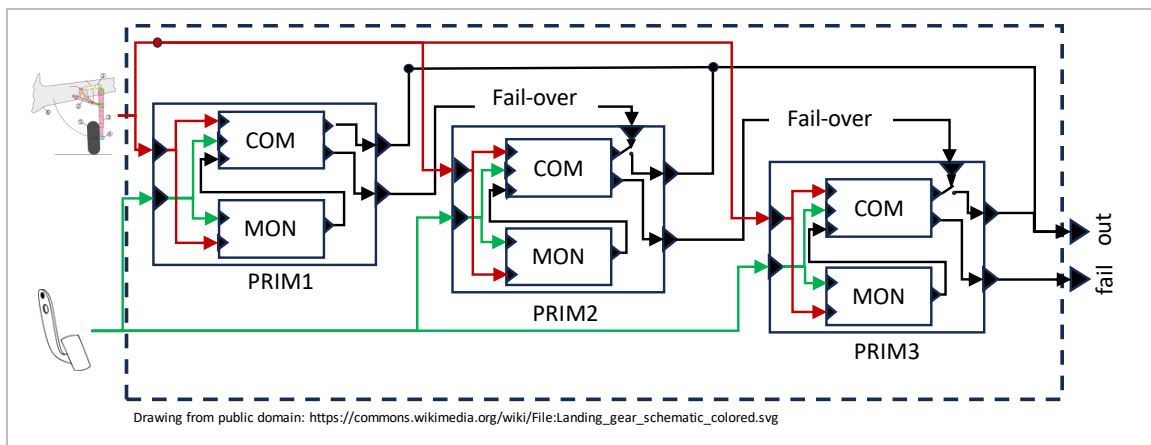 Fail-over
Fail-over
COM
MON
PRIM1
COM
MON
PRIM2
COM
MON
PRIM3
out
fail
Drawing from public domain: https://commons.wikimedia.org/wiki/File:Landing_gear_schematic_colored.svg